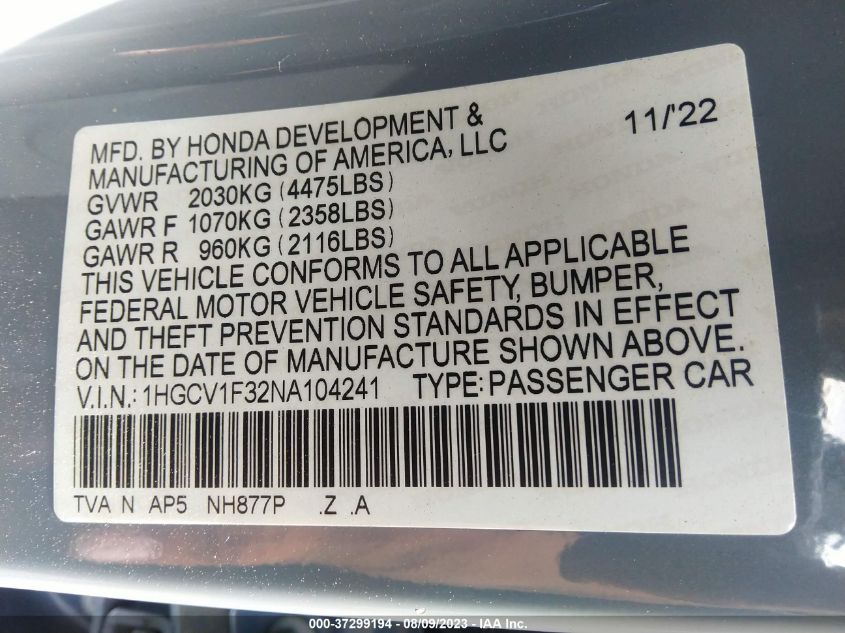 MFD. BY HONDA DEVELOPMENT & 11/'22
MANUFACTURING OF AMERICA, LLC
GVWR 2030KG (4475LBS)
GAWR F 1070KG (2358LBS)
GAWR R 960KG (2116LBS)
THIS VEHICLE CONFORMS TO ALL APPLICABLE
FEDERAL MOTOR VEHICLE SAFETY, BUMPER,
AND THEFT PREVENTION STANDARDS IN EFFECT
ON THE DATE OF MANUFACTURE SHOWN ABOVE.
V.I.N.: 1HGCV1F32NA104241 TYPE: PASSENGER CAR
TVA N AP5 NH877P .Z .A
000-37299194 - 08/09/2023 - IAA Inc.